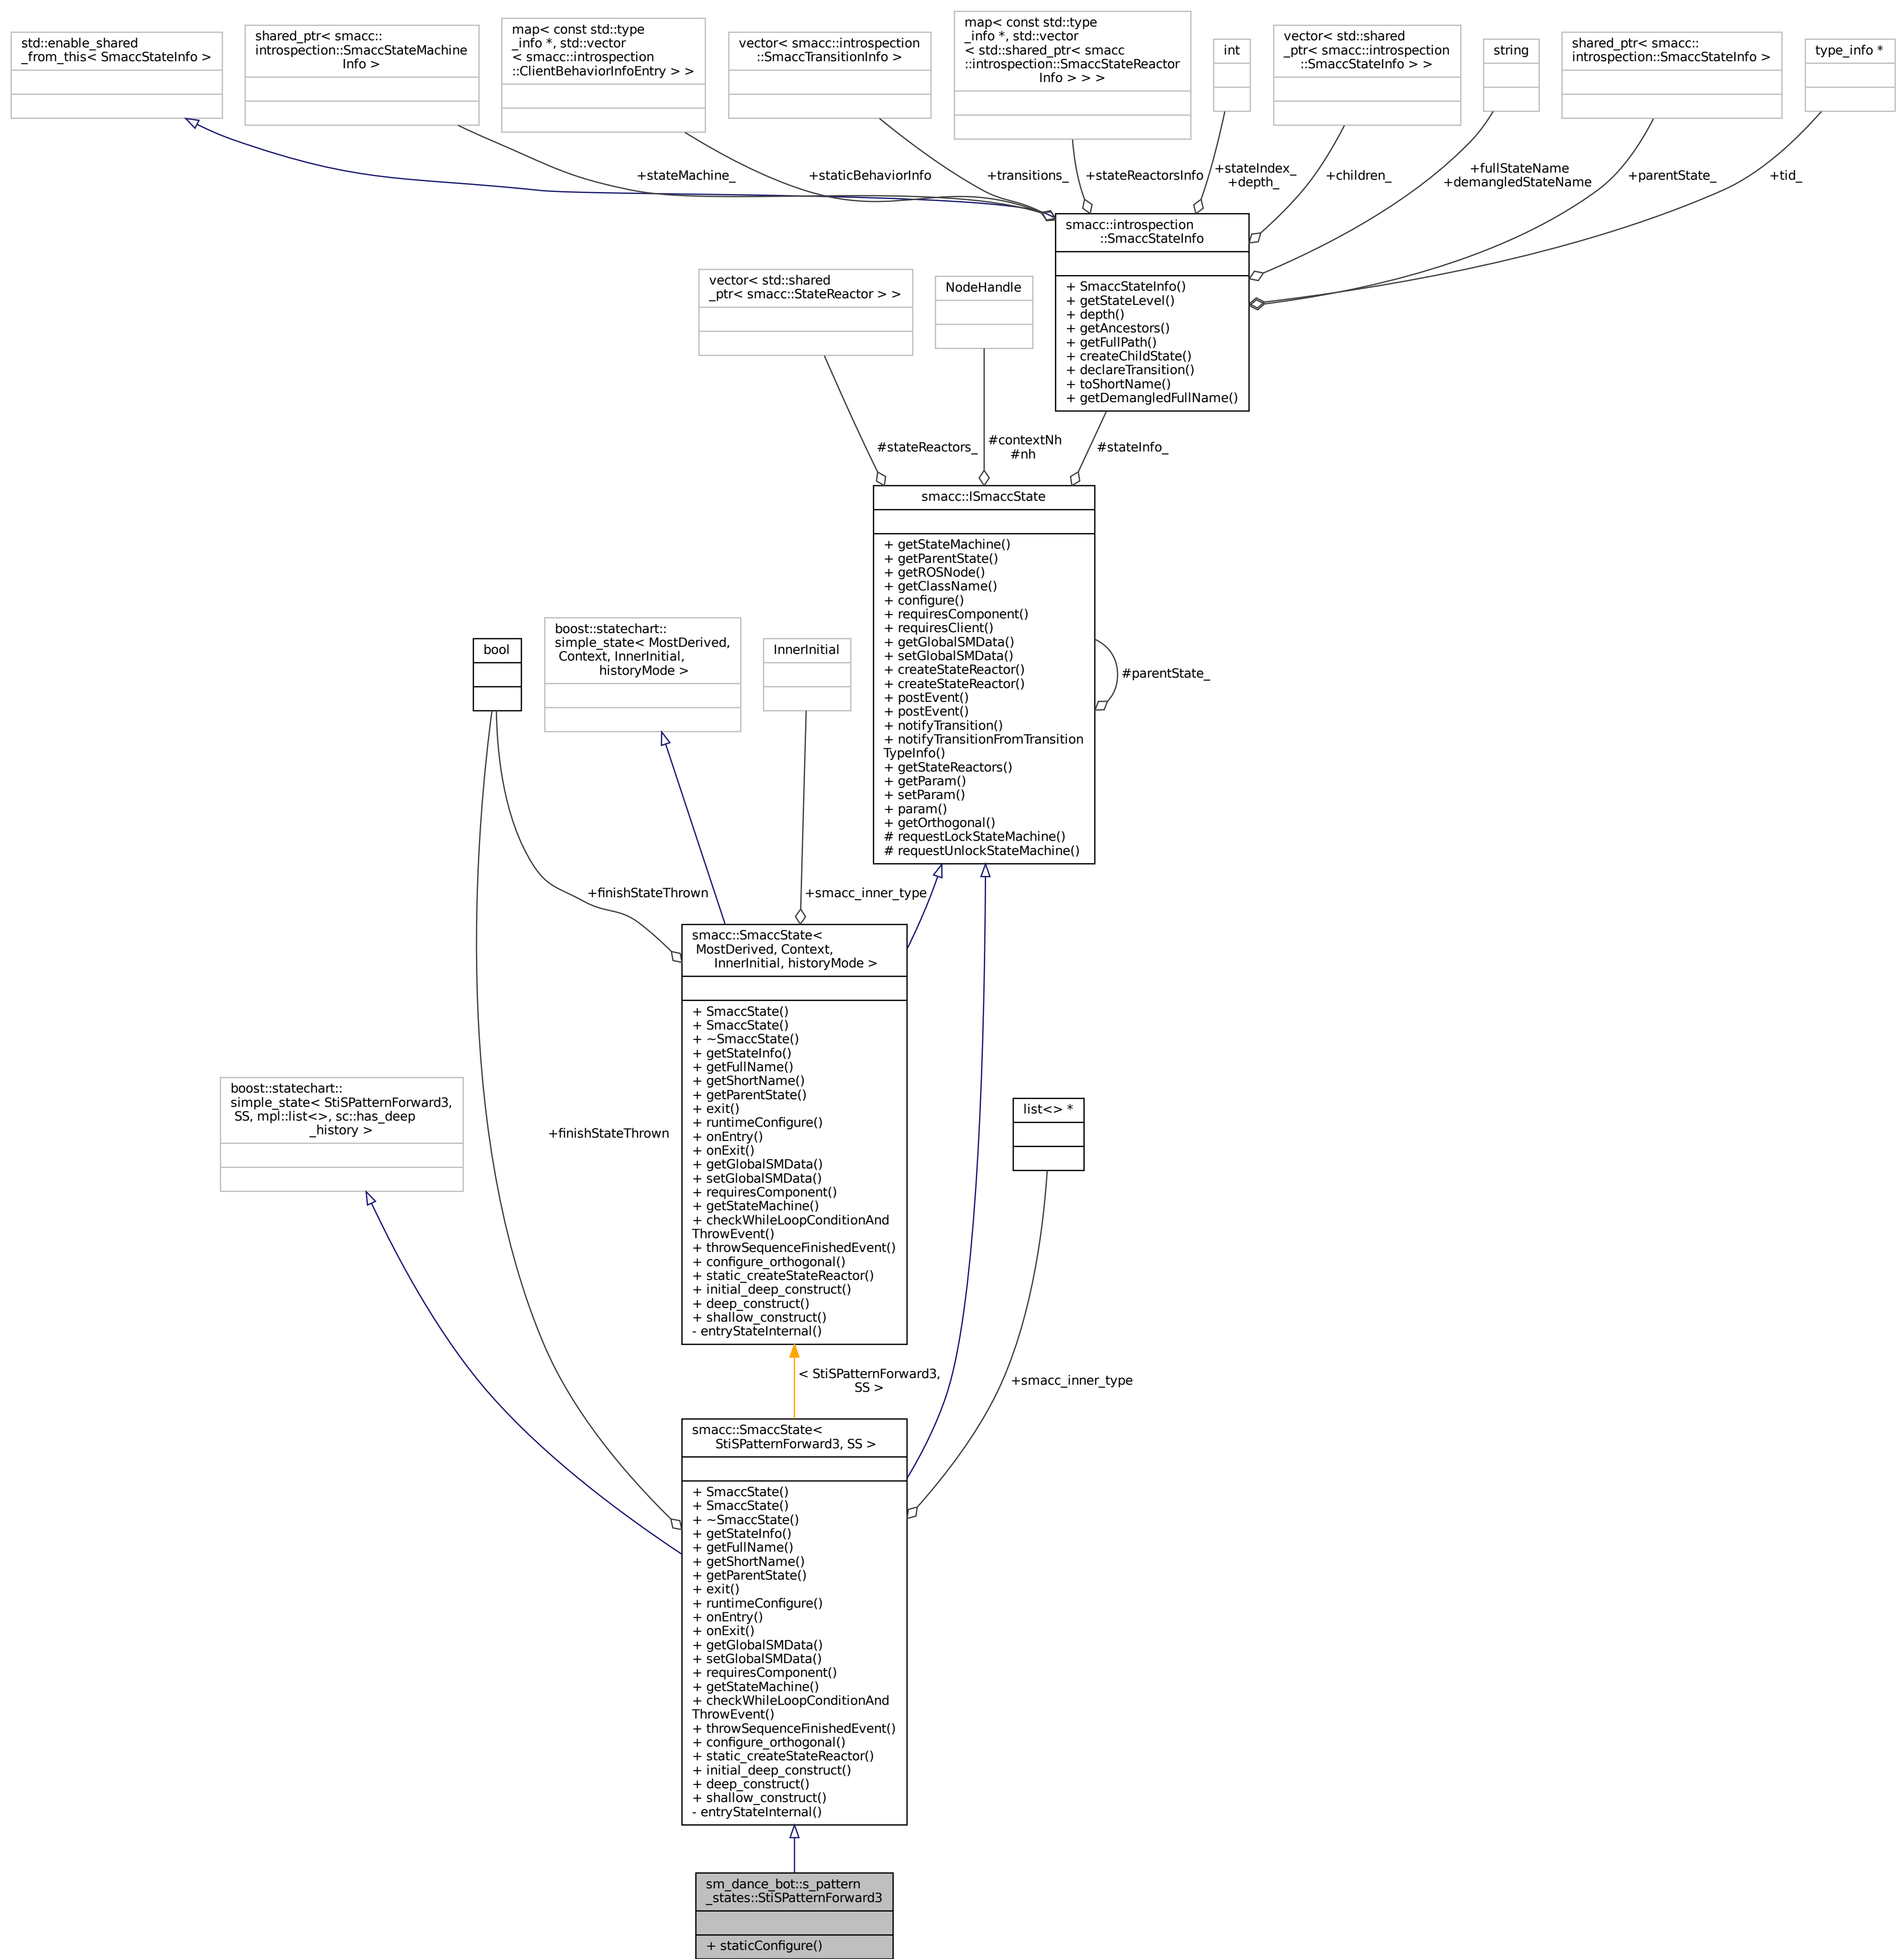 std::enable_shared
_from_this< SmaccStateInfo >
shared_ptr< smacc::
introspection::SmaccStateMachine
Info >
map< const std::type
_info *, std::vector
< smacc::introspection
::ClientBehaviorInfoEntry > >
vector< smacc::introspection
::SmaccTransitionInfo >
map< const std::type
_info *, std::vector
< std::shared_ptr< smacc
::introspection::SmaccStateReactor
Info > > >
int
vector< std::shared
_ptr< smacc::introspection
::SmaccStateInfo > >
string
shared_ptr< smacc::
introspection::SmaccStateInfo >
type_info *
+stateMachine_
+staticBehaviorInfo
+transitions_
+stateReactorsInfo
+stateIndex_
+depth_
+children_
+fullStateName
+demangledStateName
+parentState_
+tid_
smacc::introspection
::SmaccStateInfo
+ SmaccStateInfo()
+ getStateLevel()
+ depth()
+ getAncestors()
+ getFullPath()
+ createChildState()
+ declareTransition()
+ toShortName()
+ getDemangledFullName()
vector< std::shared
_ptr< smacc::StateReactor > >
NodeHandle
#stateReactors_
#contextNh
#nh
#stateInfo_
smacc::ISmaccState
+ getStateMachine()
+ getParentState()
+ getROSNode()
+ getClassName()
+ configure()
+ requiresComponent()
+ requiresClient()
+ getGlobalSMData()
+ setGlobalSMData()
+ createStateReactor()
+ createStateReactor()
+ postEvent()
+ postEvent()
+ notifyTransition()
+ notifyTransitionFromTransition
TypeInfo()
+ getStateReactors()
+ getParam()
+ setParam()
+ param()
+ getOrthogonal()
# requestLockStateMachine()
# requestUnlockStateMachine()
#parentState_
bool
boost::statechart::
simple_state< MostDerived,
Context, InnerInitial,
historyMode >
InnerInitial
+finishStateThrown
+smacc_inner_type
smacc::SmaccState<
MostDerived, Context,
InnerInitial, historyMode >
+ SmaccState()
+ SmaccState()
+ ~SmaccState()
+ getStateInfo()
+ getFullName()
+ getShortName()
+ getParentState()
+ exit()
+ runtimeConfigure()
+ onEntry()
+ onExit()
+ getGlobalSMData()
+ setGlobalSMData()
+ requiresComponent()
+ getStateMachine()
+ checkWhileLoopConditionAnd
ThrowEvent()
+ throwSequenceFinishedEvent()
+ configure_orthogonal()
+ static_createStateReactor()
+ initial_deep_construct()
+ deep_construct()
+ shallow_construct()
- entryStateInternal()
boost::statechart::
simple_state< StiSPatternForward3,
SS, mpl::list<>, sc::has_deep
_history >
+finishStateThrown
list<> *
< StiSPatternForward3,
SS >
+smacc_inner_type
smacc::SmaccState<
StiSPatternForward3, SS >
+ SmaccState()
+ SmaccState()
+ ~SmaccState()
+ getStateInfo()
+ getFullName()
+ getShortName()
+ getParentState()
+ exit()
+ runtimeConfigure()
+ onEntry()
+ onExit()
+ getGlobalSMData()
+ setGlobalSMData()
+ requiresComponent()
+ getStateMachine()
+ checkWhileLoopConditionAnd
ThrowEvent()
+ throwSequenceFinishedEvent()
+ configure_orthogonal()
+ static_createStateReactor()
+ initial_deep_construct()
+ deep_construct()
+ shallow_construct()
- entryStateInternal()
sm_dance_bot::s_pattern
_states::StiSPatternForward3
+ staticConfigure()